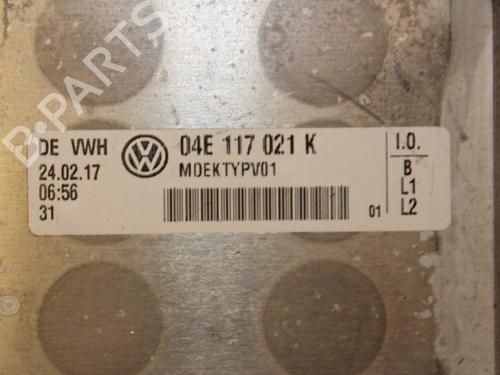 B-PARTS
DE VWH
04E 117 021 K
I.O.
24.02.17
MOEKTYPV01
B
06:56
L1
31
01
L2